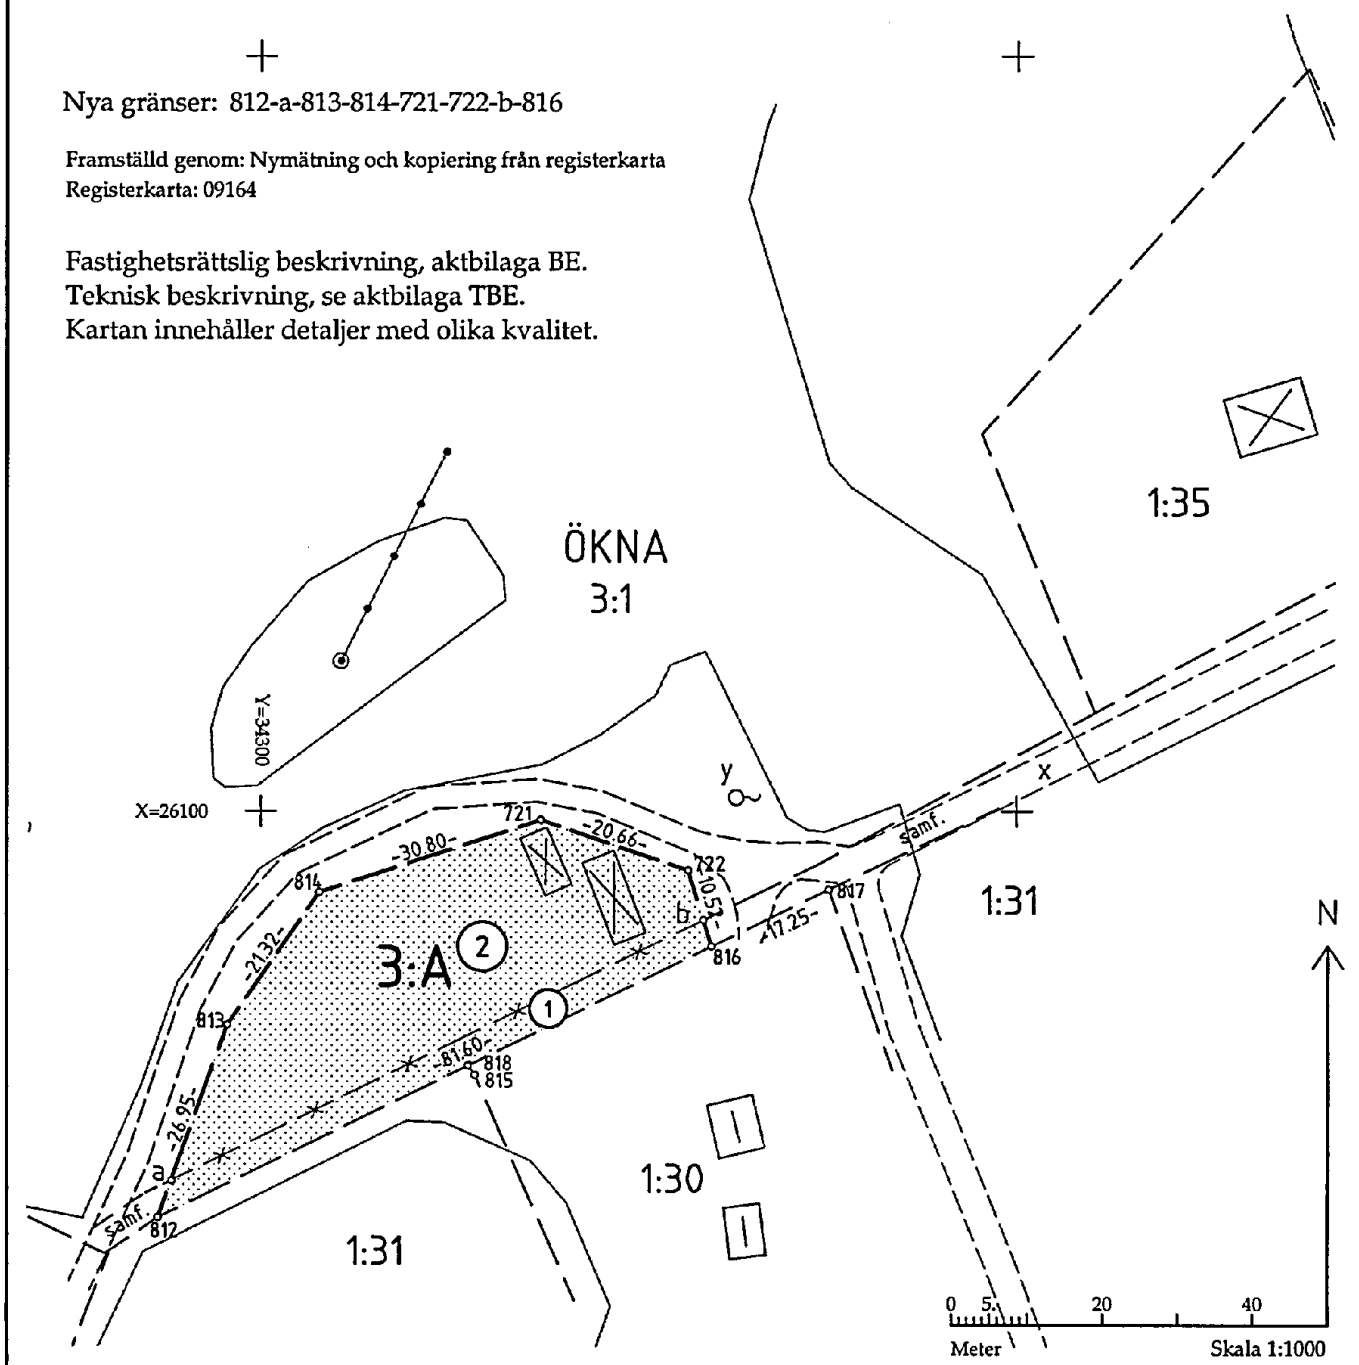 Nya gränser: 812-a-813-814-721-722-b-816
Framställd genom: Nymätning och kopiering från registerkarta
Registerkarta: 09164
Fastighetsrättslig beskrivning, aktbilaga BE.
Teknisk beskrivning, se aktbilaga TBE.
Kartan innehåller detaljer med olika kvalitet.
1:35
ÖKNA
3:1
Y=34300
X=26100
y
x
samf.
721
-20.66-
-30.80-
722
814
-10.52-
b
817
1:31
-17.25-
816
N
3:A
2
-21.32-
813
1
-81.60-
818
815
-26.95-
a
samf.
812
1:30
1:31
0 5 20 40
Meter
Skala 1:1000